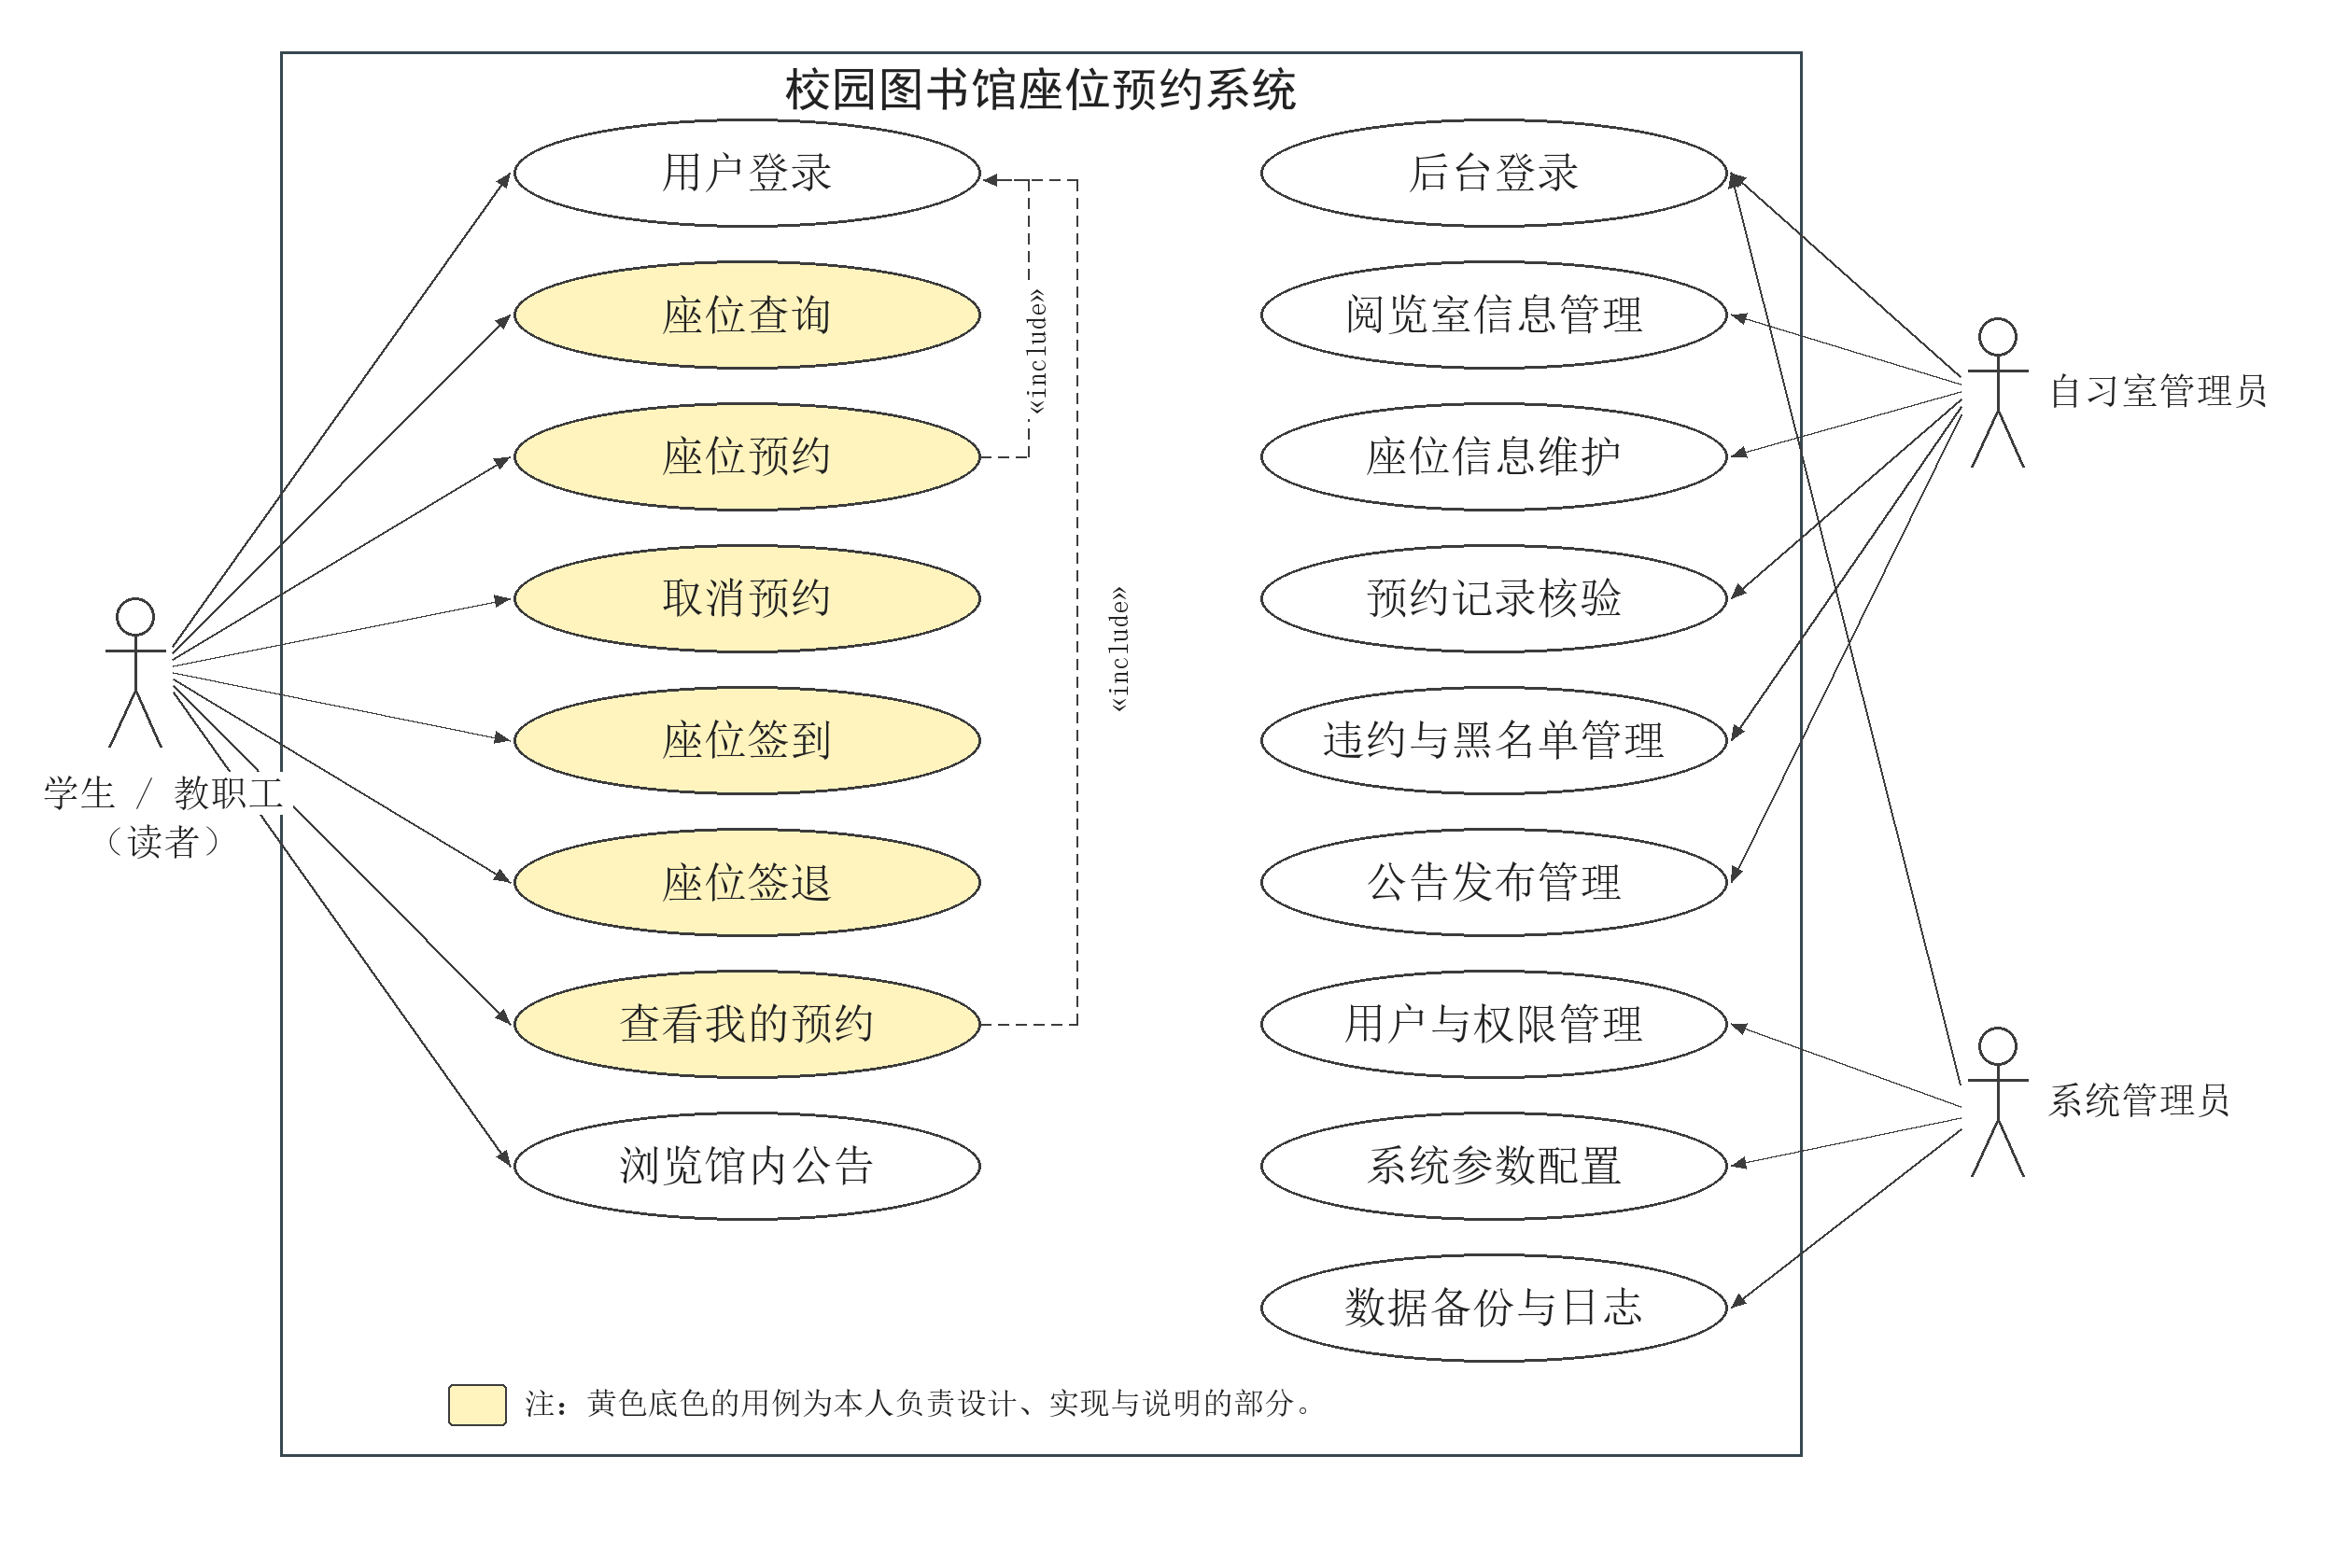 校园图书馆座位预约系统
用户登录
座位查询
座位预约
取消预约
座位签到
座位签退
查看我的预约
浏览馆内公告
«include»
«include»
后台登录
阅览室信息管理
座位信息维护
预约记录核验
违约与黑名单管理
公告发布管理
用户与权限管理
系统参数配置
数据备份与日志
学生 / 教职工
（读者）
自习室管理员
系统管理员
注：黄色底色的用例为本人负责设计、实现与说明的部分。